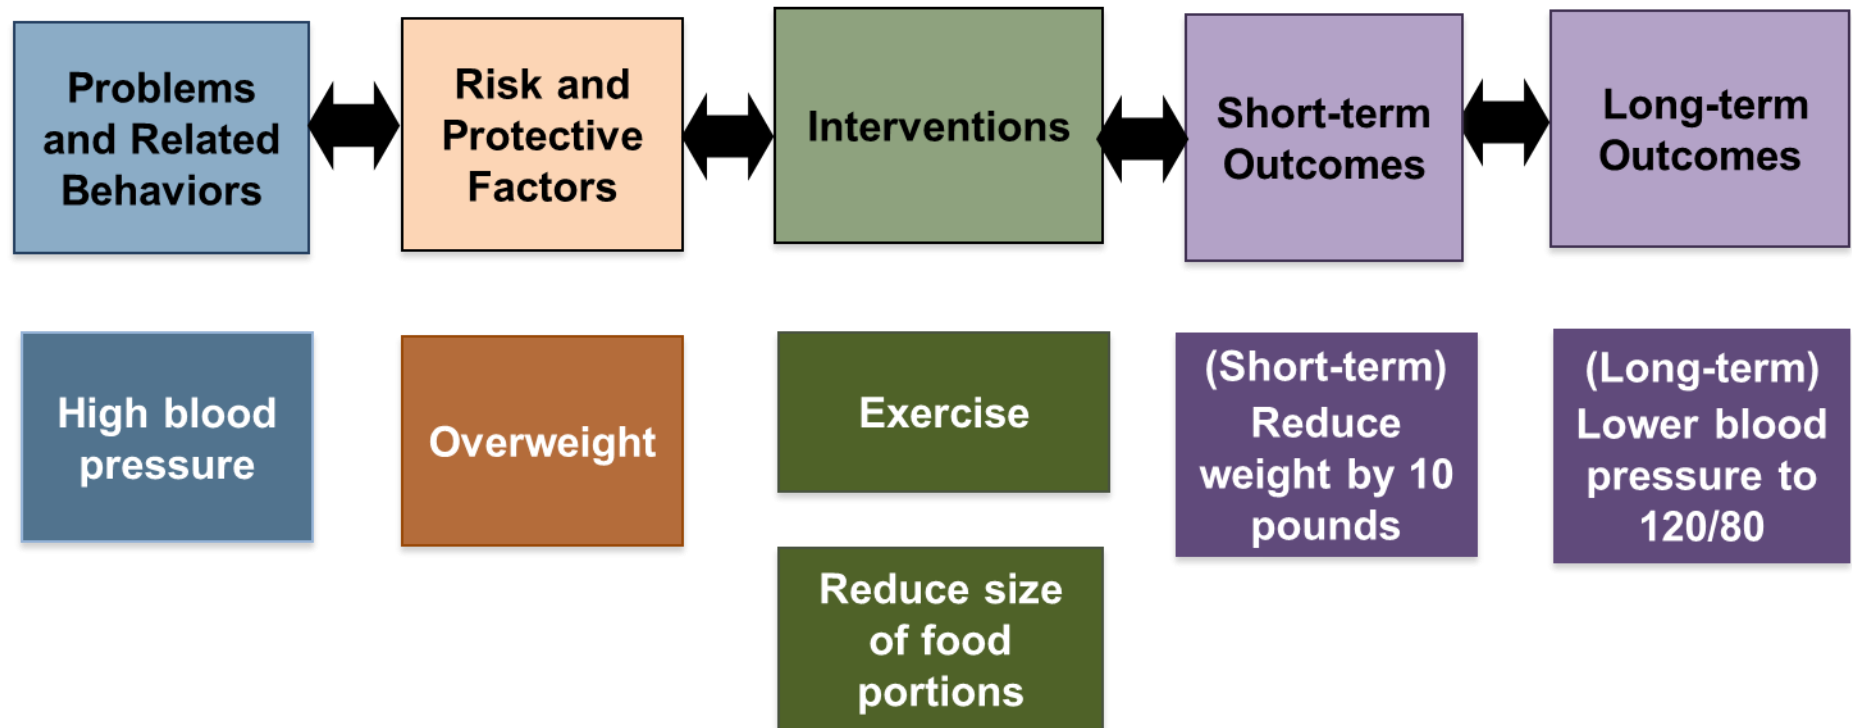 Problems
and Related
Behaviors
Risk and
Protective
Factors
Interventions
Short-term
Outcomes
Long-term
Outcomes
High blood
pressure
Overweight
Exercise
Reduce size
of food
portions
(Short-term)
Reduce
weight by 10
pounds
(Long-term)
Lower blood
pressure to
120/80